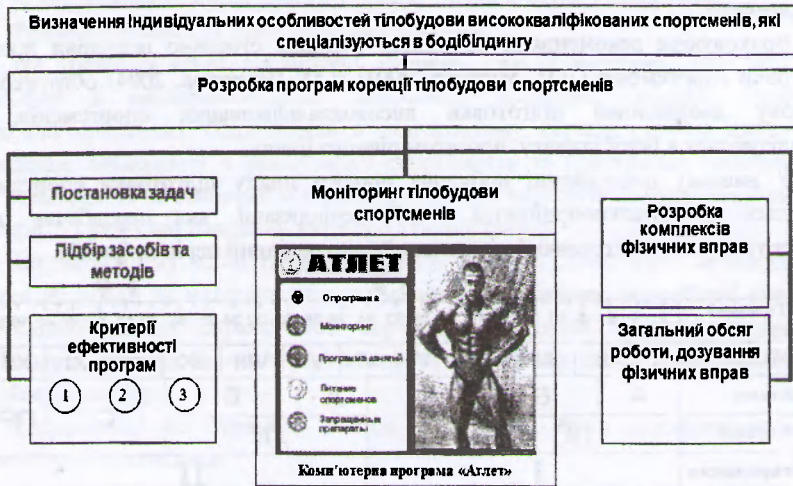 Визначення індивідуальних особливостей тілобудови висококваліфікованих спортсменів, які
спеціалізуються в бодібілдингу
Розробка програм корекції тілобудови спортсменів
Постановка задач
Підбір засобів та
методів
Критерії
ефективності
програм
1 2 3
Моніторинг тілобудови
спортсменів
АТЛЕТ
О программа
Мониторинг
Программа занятый
Питание
спортсменов
Запрещенные
препараты
Комп'ютерна програма «Атлет»
Розробка
комплексів
фізичних вправ
Загальний обсяг
роботи, дозування
фізичних вправ